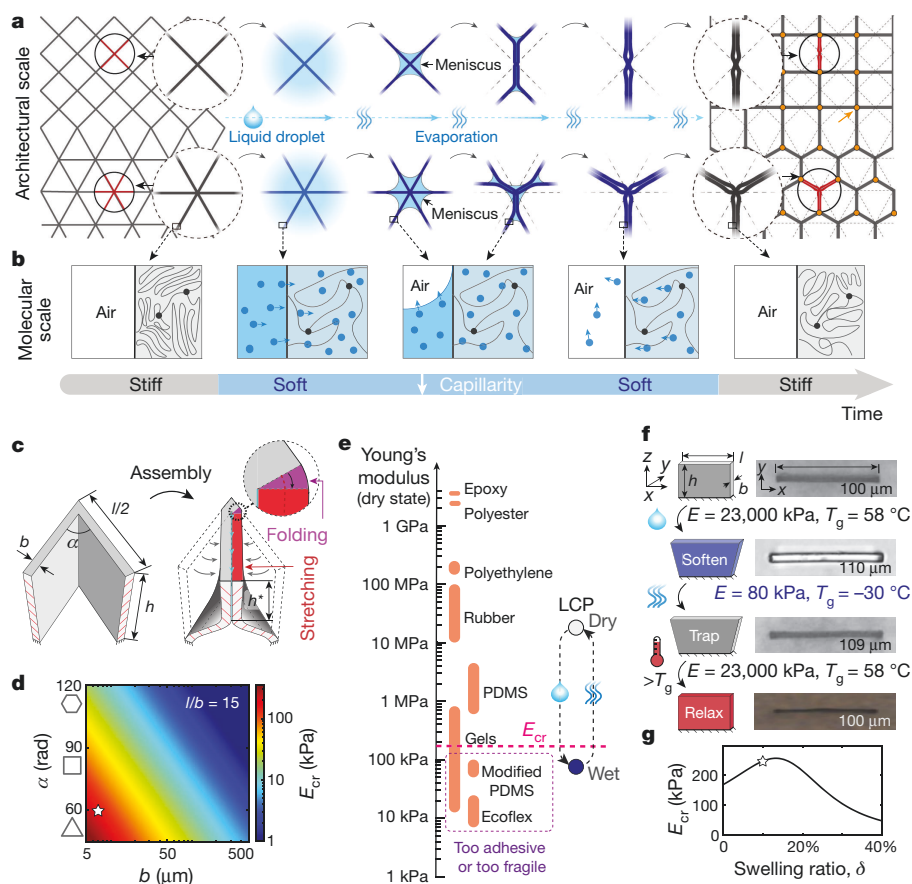 a
Architectural scale
Meniscus
Liquid droplet
Evaporation
Meniscus
b
Molecular scale
Air
Air
Air
Air
Stiff
Soft
Capillarity
Soft
Stiff
Time
c
Assembly
l/2
b
α
h
h*
Folding
Stretching
d
α (rad)
120
90
60
l/b = 15
5
50
500
b (μm)
100
10
1
E_cr (kPa)
e
Young's
modulus
(dry state)
1 GPa
100 MPa
10 MPa
1 MPa
100 kPa
10 kPa
1 kPa
Epoxy
Polyester
Polyethylene
Rubber
PDMS
Gels
E_cr
Modified
PDMS
Ecoflex
Too adhesive
or too fragile
LCP
Dry
Wet
f
z
y
x
l
h
b
y
x
100 μm
E = 23,000 kPa, T_g = 58 °C
Soften
110 μm
E = 80 kPa, T_g = –30 °C
Trap
109 μm
>T_g
E = 23,000 kPa, T_g = 58 °C
Relax
100 μm
g
E_cr (kPa)
200
100
0
0
20%
40%
Swelling ratio, δ